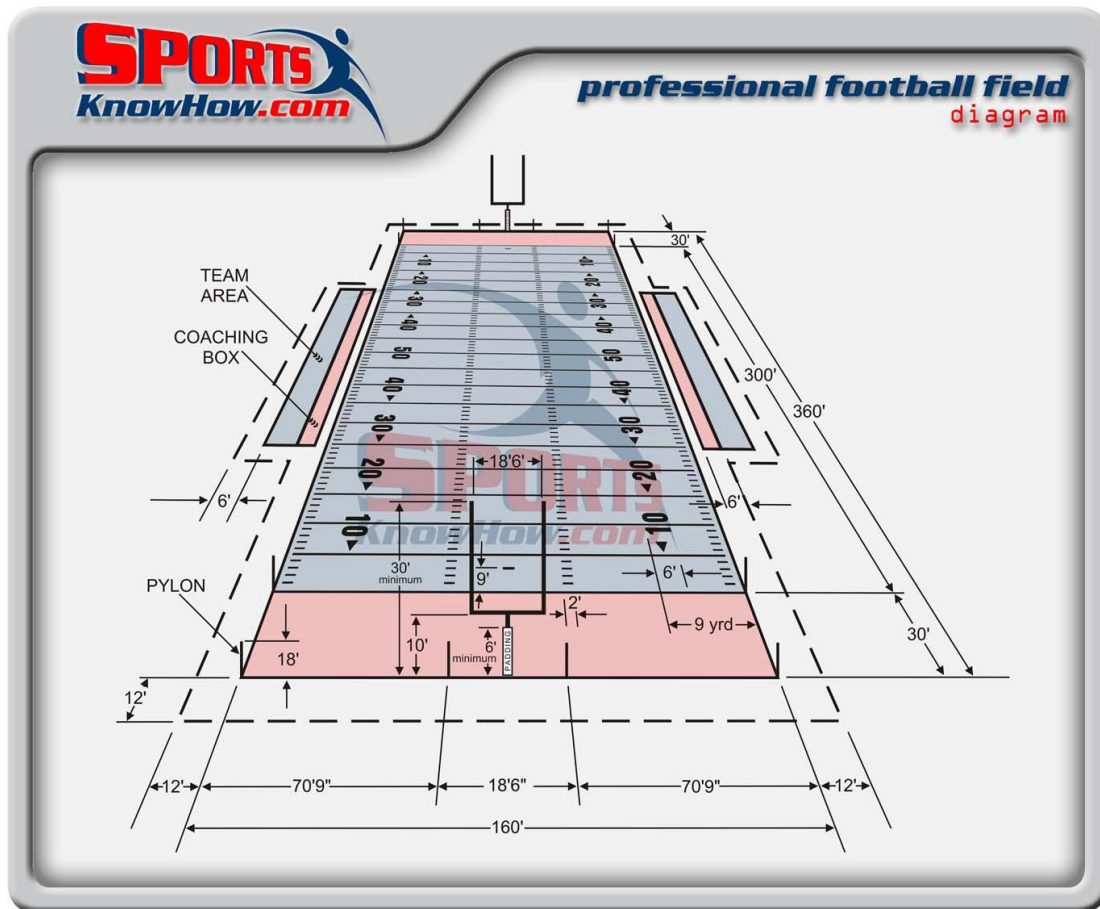 SPORTS
KnowHow.com
professional football field
diagram
30'
TEAM
AREA
COACHING
BOX
10 10
20 20
30 30
40 40
50 50
40 40
30 30
20 20
10 10
300'
360'
SPORTS
KnowHow.com
18'6'
6'
6'
30'
minimum
9'
6'
PYLON
2'
10'
6'
minimum
PADDING
9 yrd
30'
18'
12'
12'
70'9"
18'6"
70'9"
12'
160'